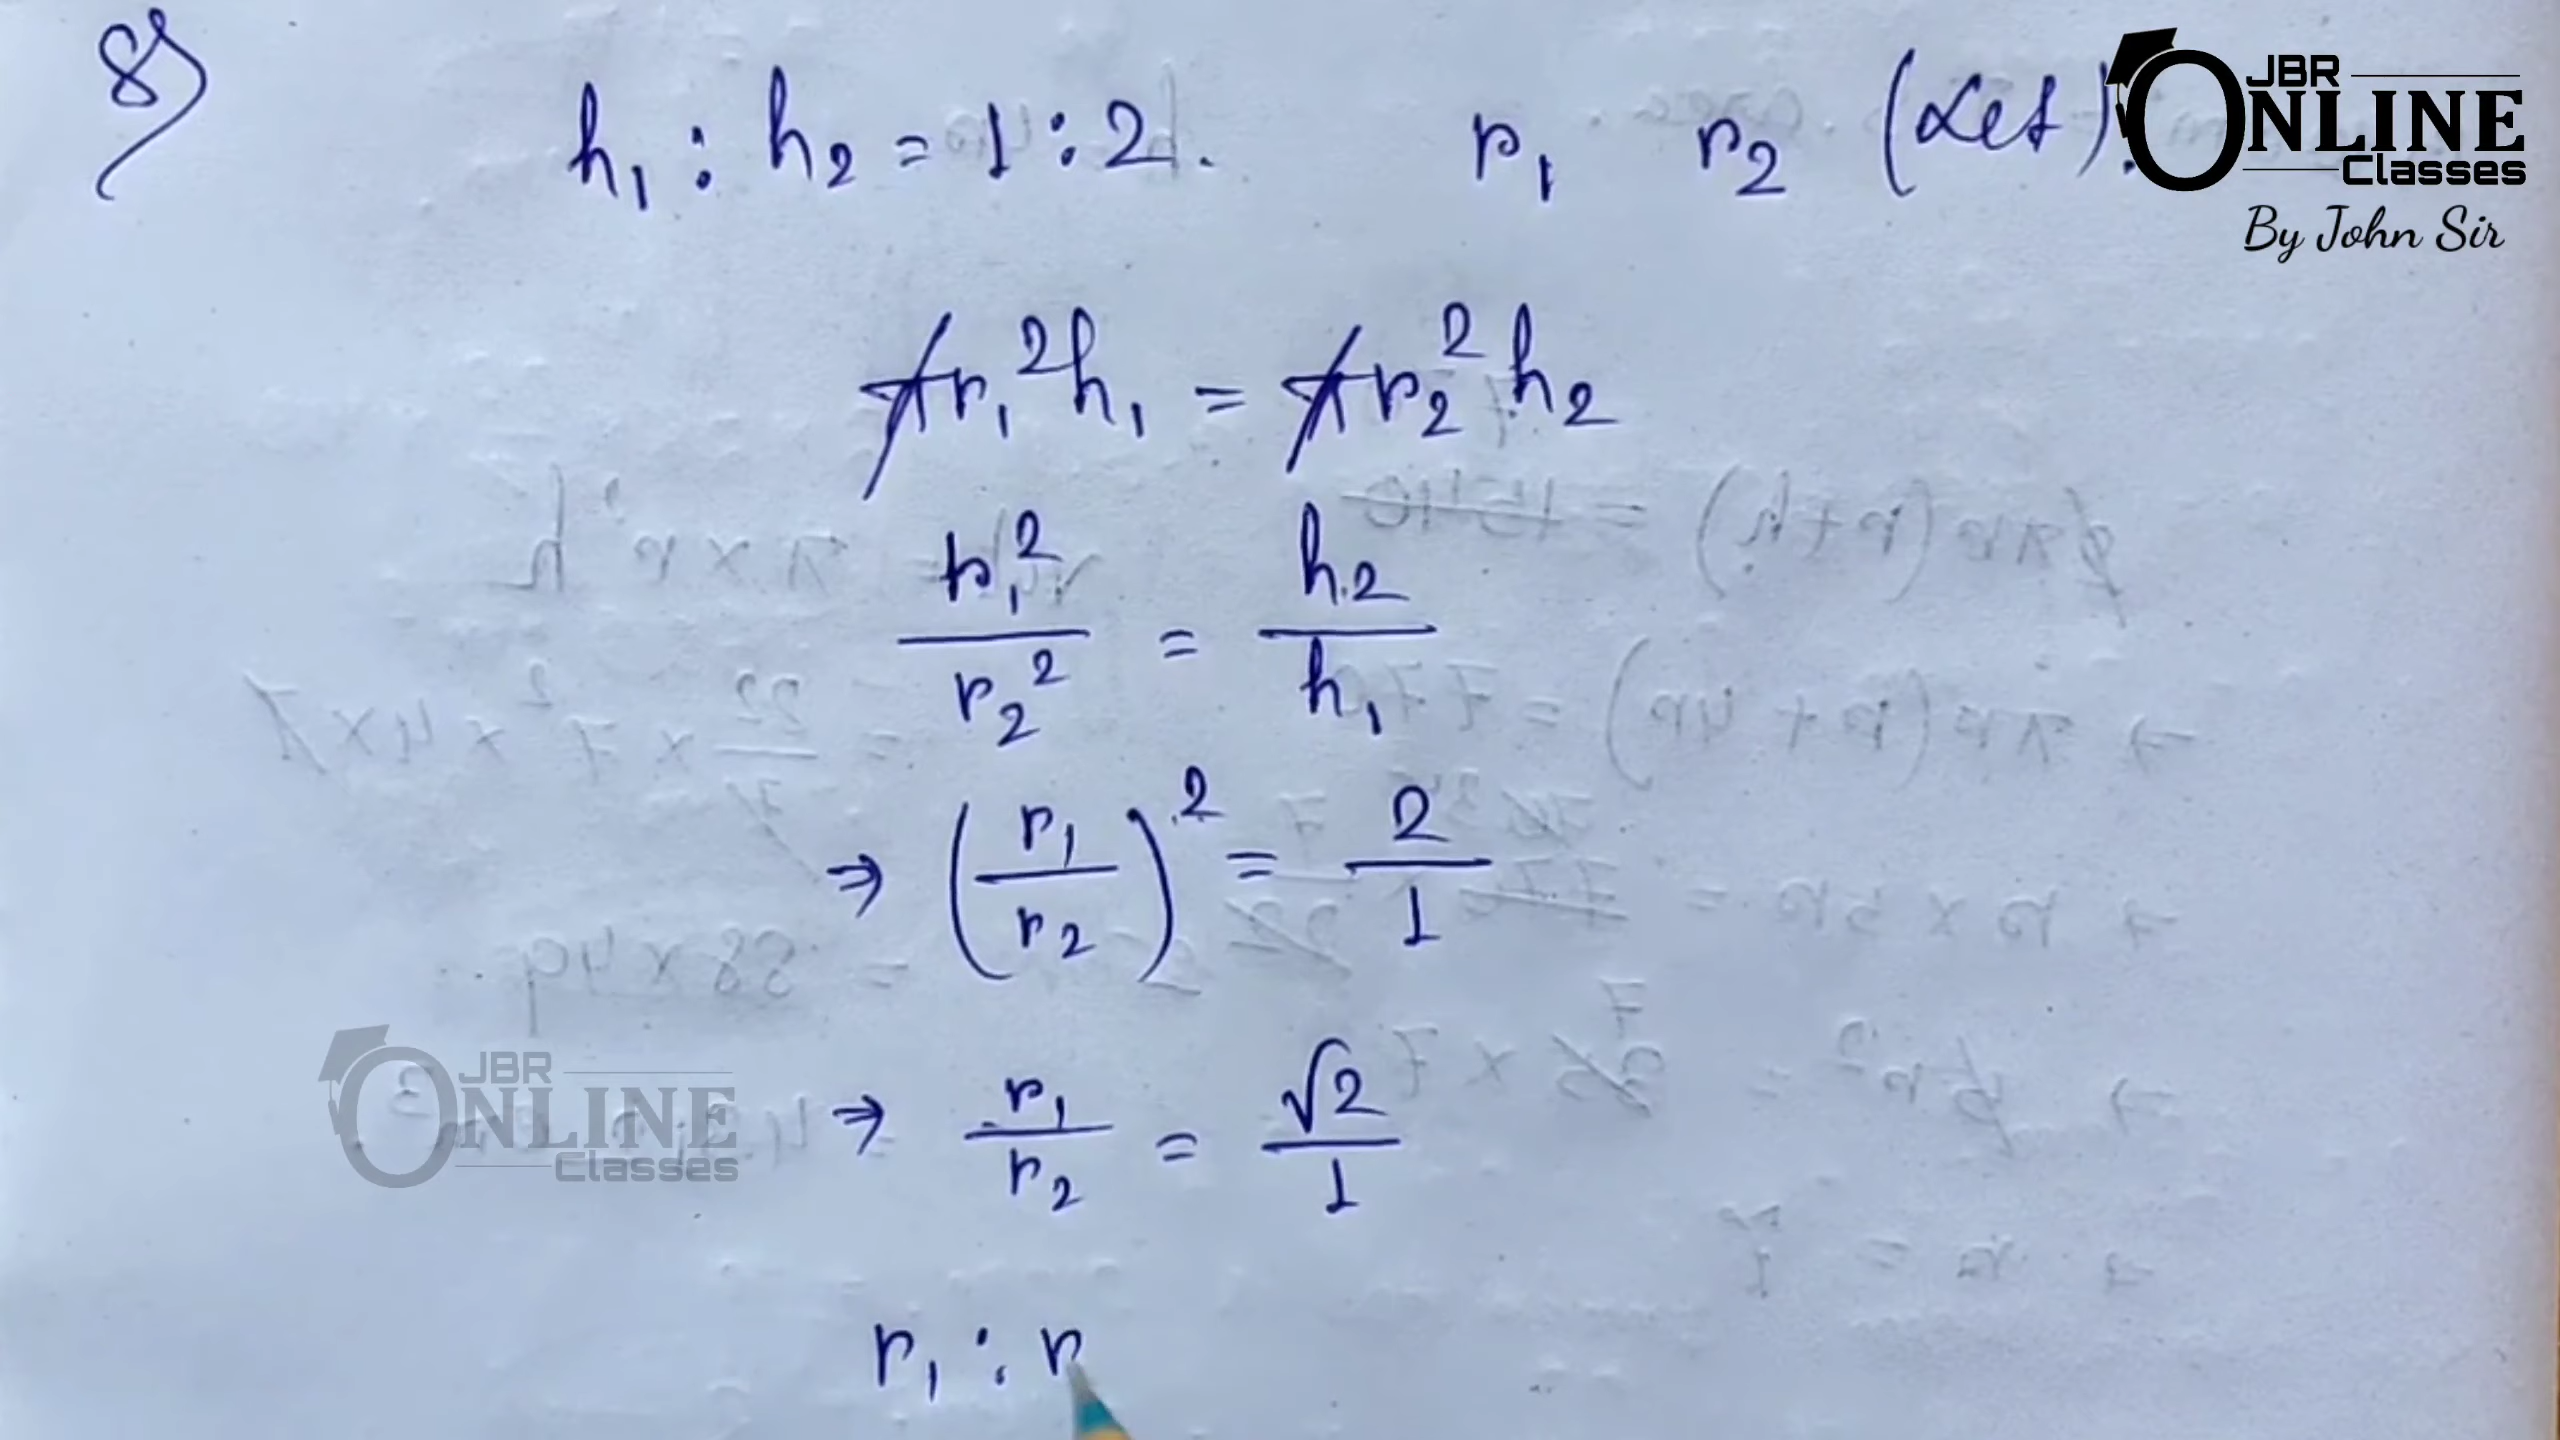 8)
h₁ : h₂ = 1 : 2. r₁ r₂ (Let).
JBR
ONLINE
Classes
By John Sir
πr₁²h₁ = πr₂²h₂
r₁²/r₂² = h₂/h₁
⇒ (r₁/r₂)² = 2/1
⇒ r₁/r₂ = √2/1
JBR
ONLINE
Classes
r₁ : r